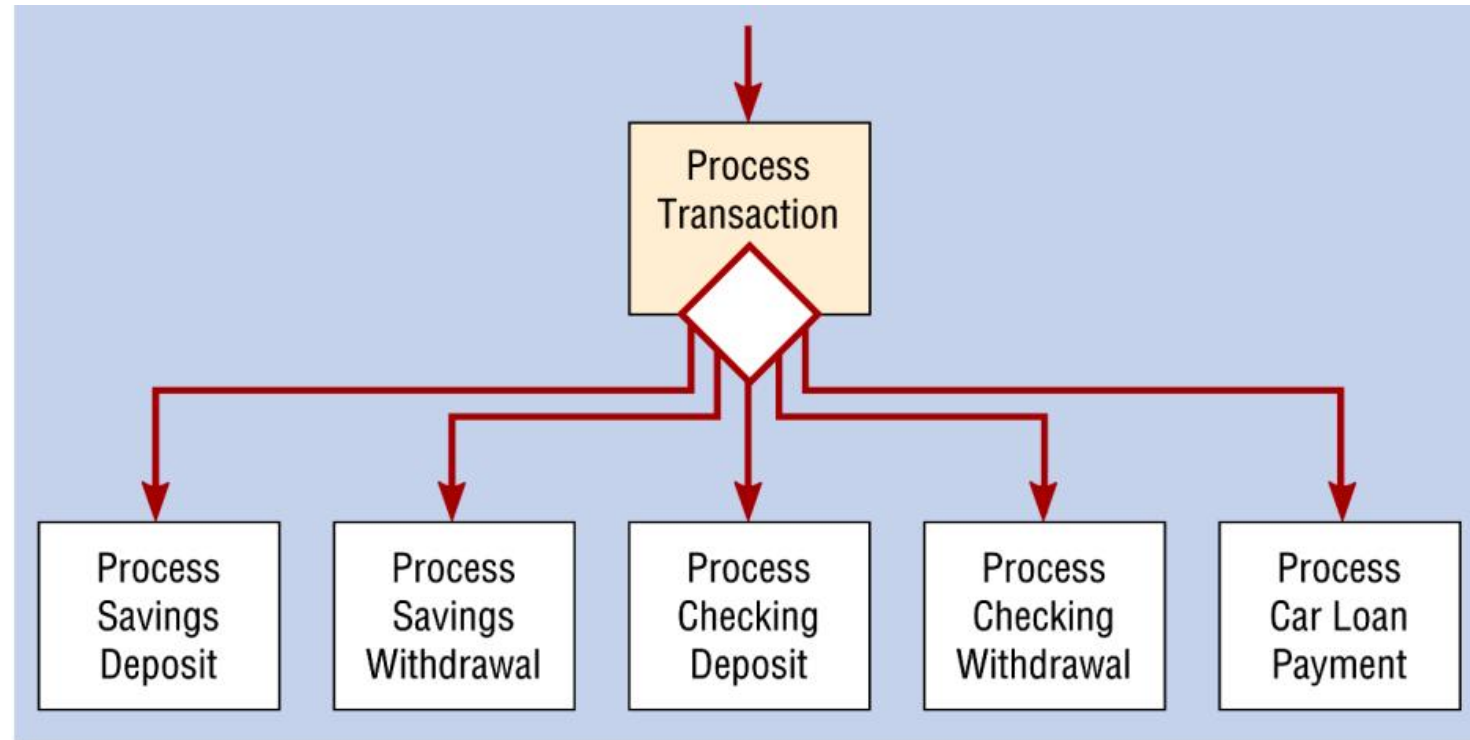 Process
Transaction
Process
Savings
Deposit
Process
Savings
Withdrawal
Process
Checking
Deposit
Process
Checking
Withdrawal
Process
Car Loan
Payment